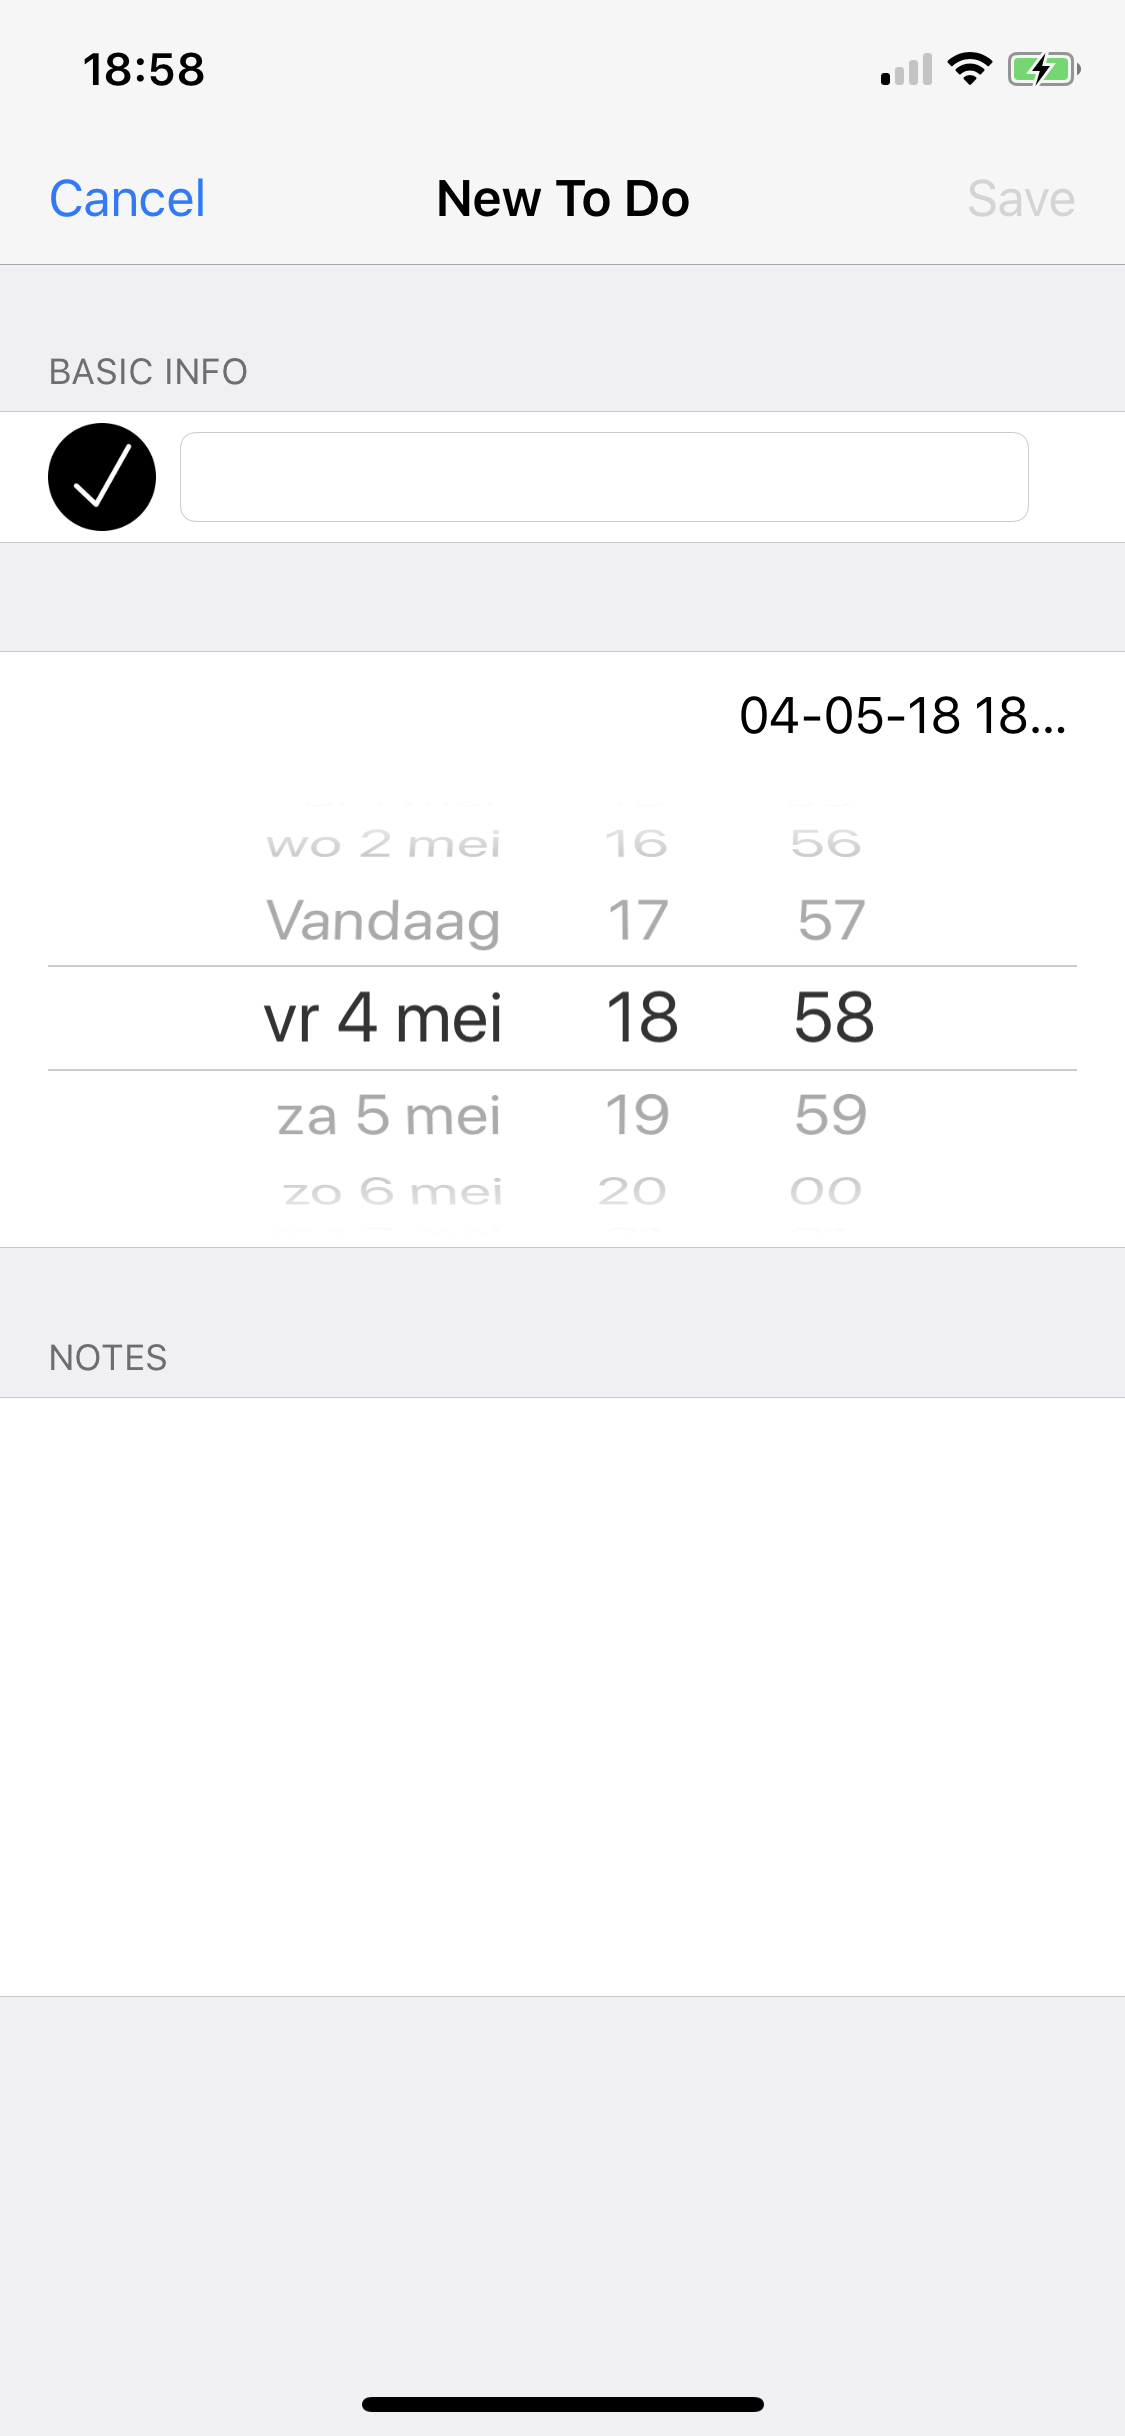 18:58
Cancel New To Do Save
BASIC INFO
04-05-18 18...
wo 2 mei 16 56
Vandaag 17 57
vr 4 mei 18 58
za 5 mei 19 59
zo 6 mei 20 00
NOTES